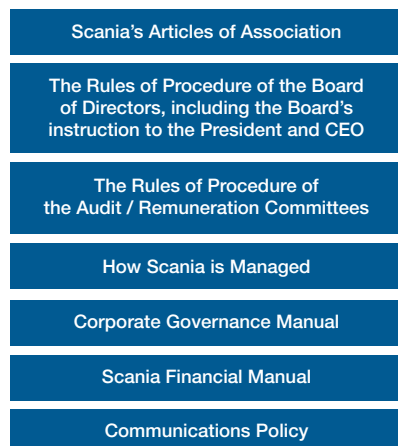 Scania’s Articles of Association
The Rules of Procedure of the Board
of Directors, including the Board’s
instruction to the President and CEO
The Rules of Procedure of
the Audit / Remuneration Committees
How Scania is Managed
Corporate Governance Manual
Scania Financial Manual
Communications Policy